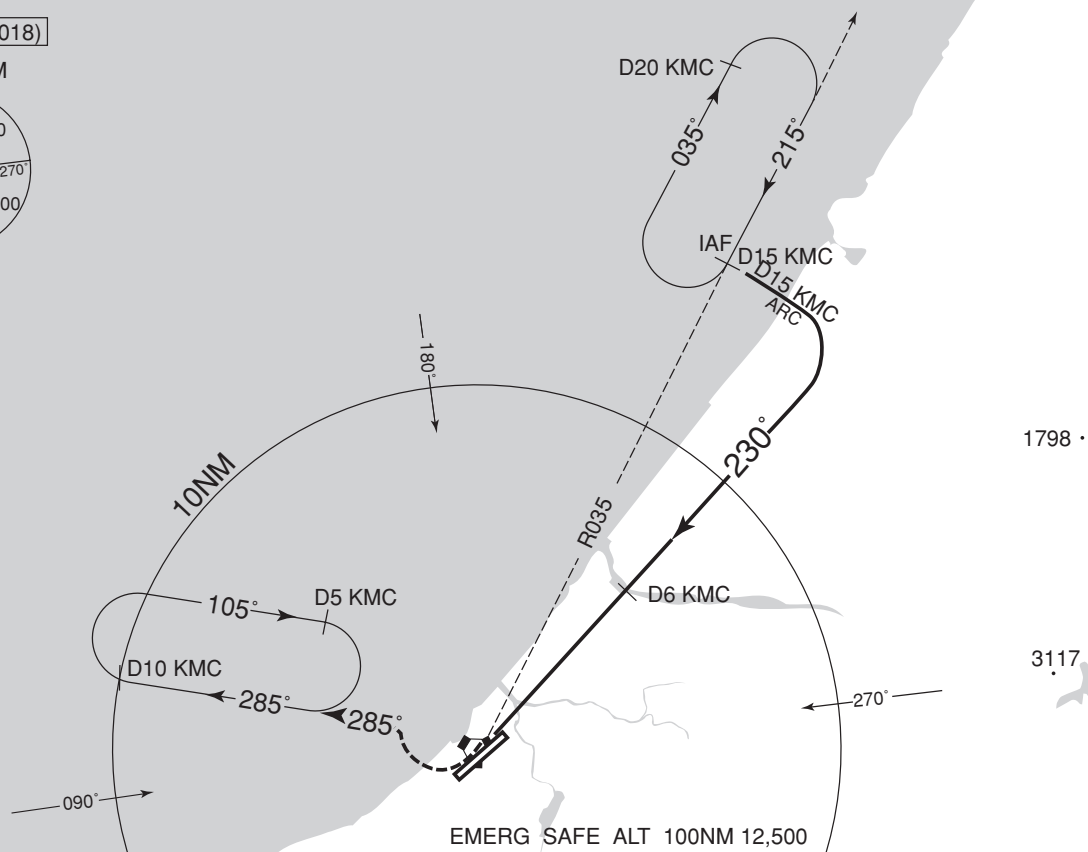 018)
M
0
270°
00
D20 KMC
035°
215°
IAF
D15 KMC
D15 KMC
ARC
180°
230°
1798
10NM
R035
D6 KMC
105°
D5 KMC
D10 KMC
285°
285°
3117
270°
090°
EMERG SAFE ALT 100NM 12,500